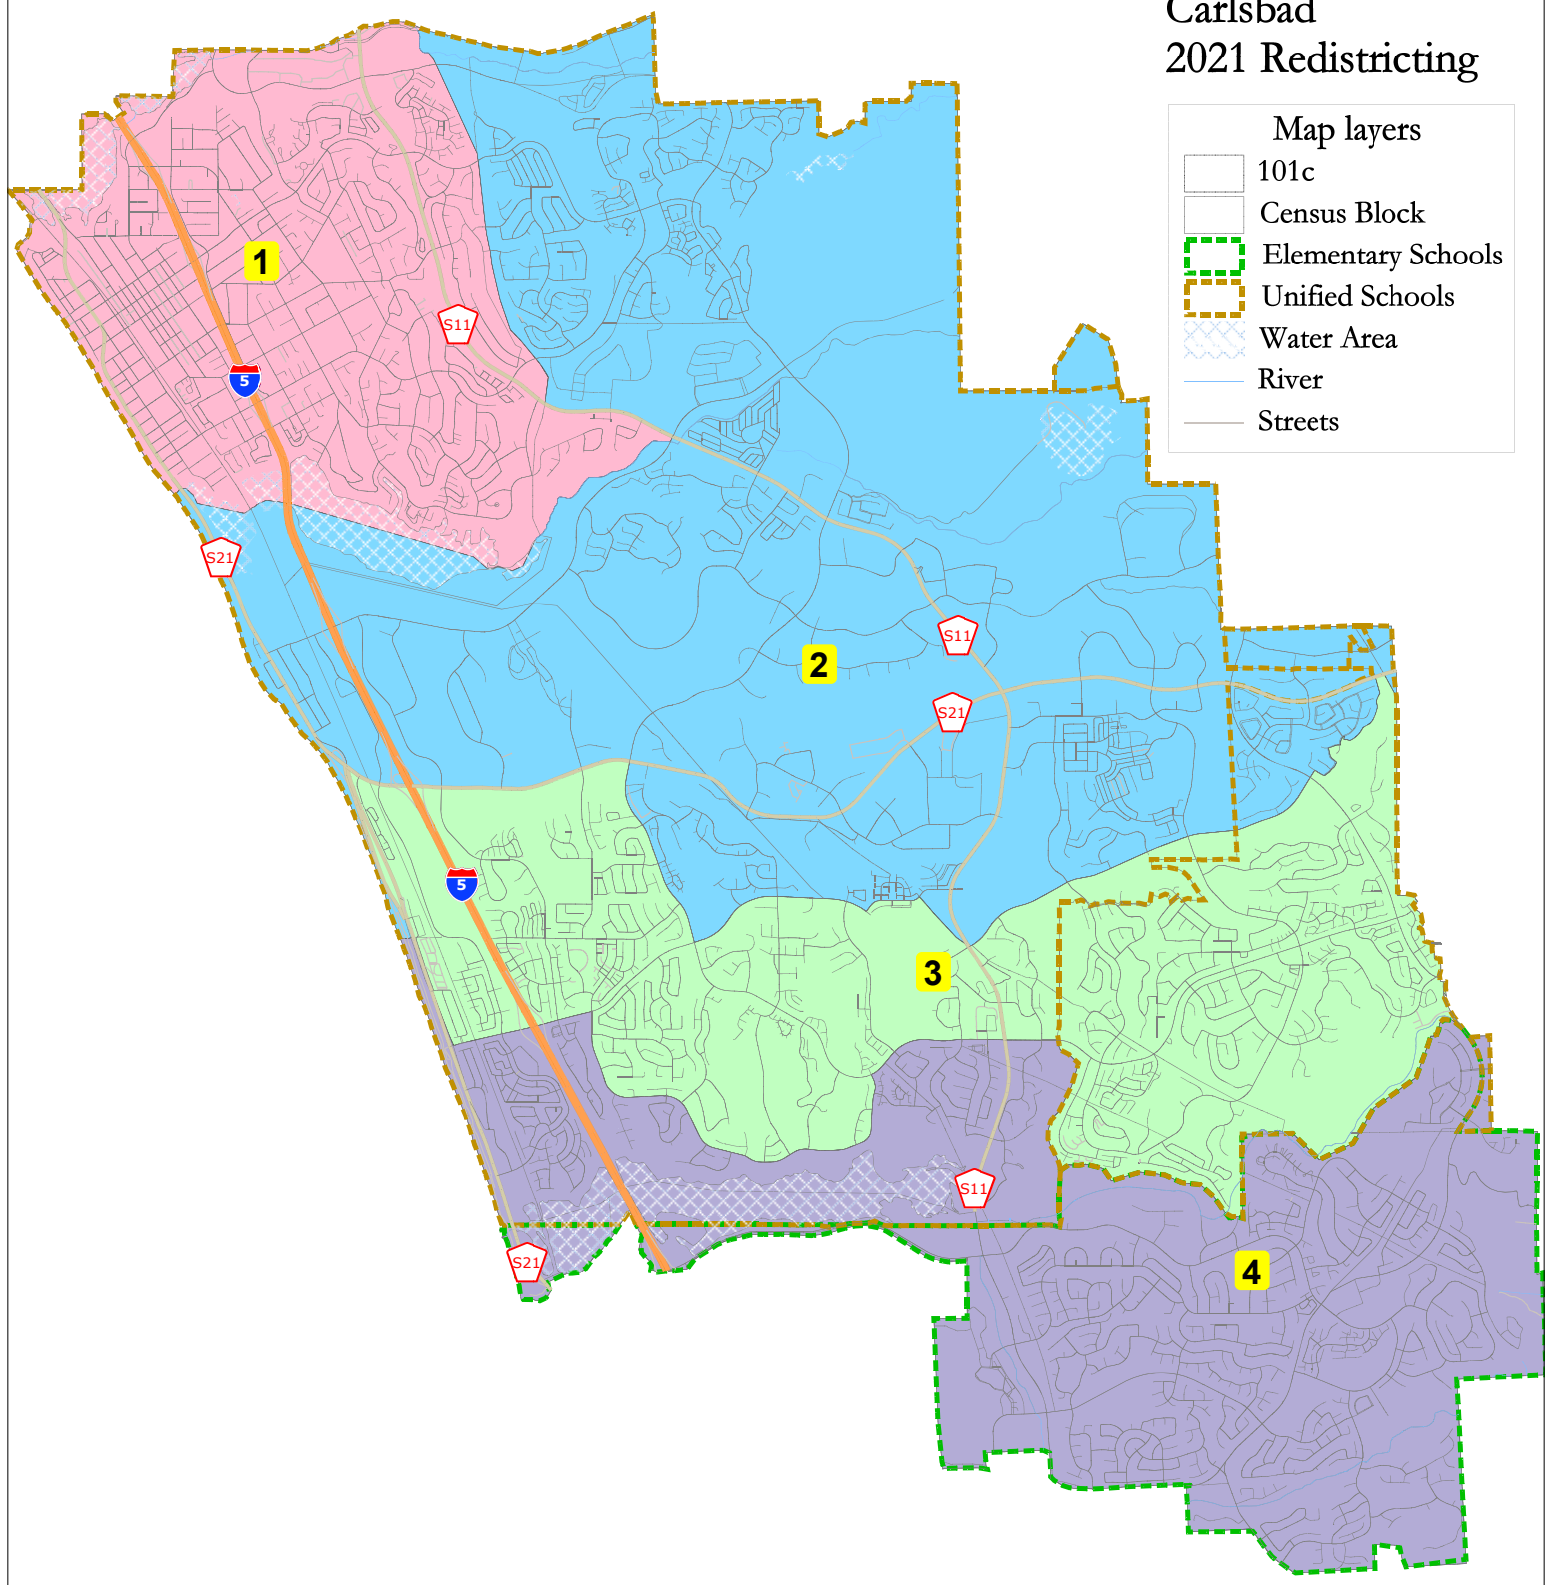 Carlsbad
2021 Redistricting
Map layers
101c
Census Block
Elementary Schools
Unified Schools
Water Area
River
Streets
1
S11
5
S21
2
S11
S21
5
3
S11
S21
4